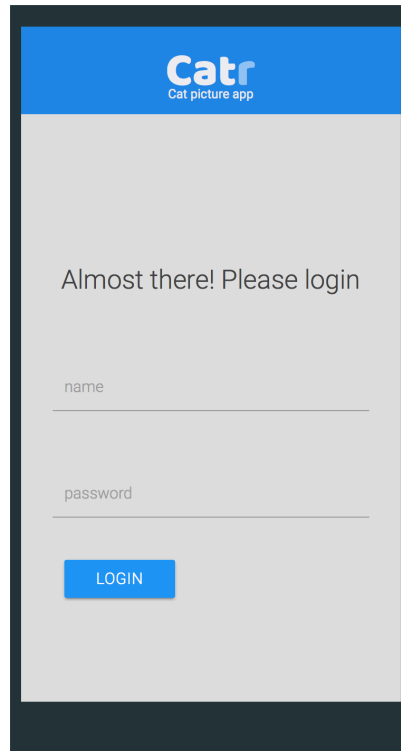 Catr
Cat picture app
Almost there! Please login
name
password
LOGIN